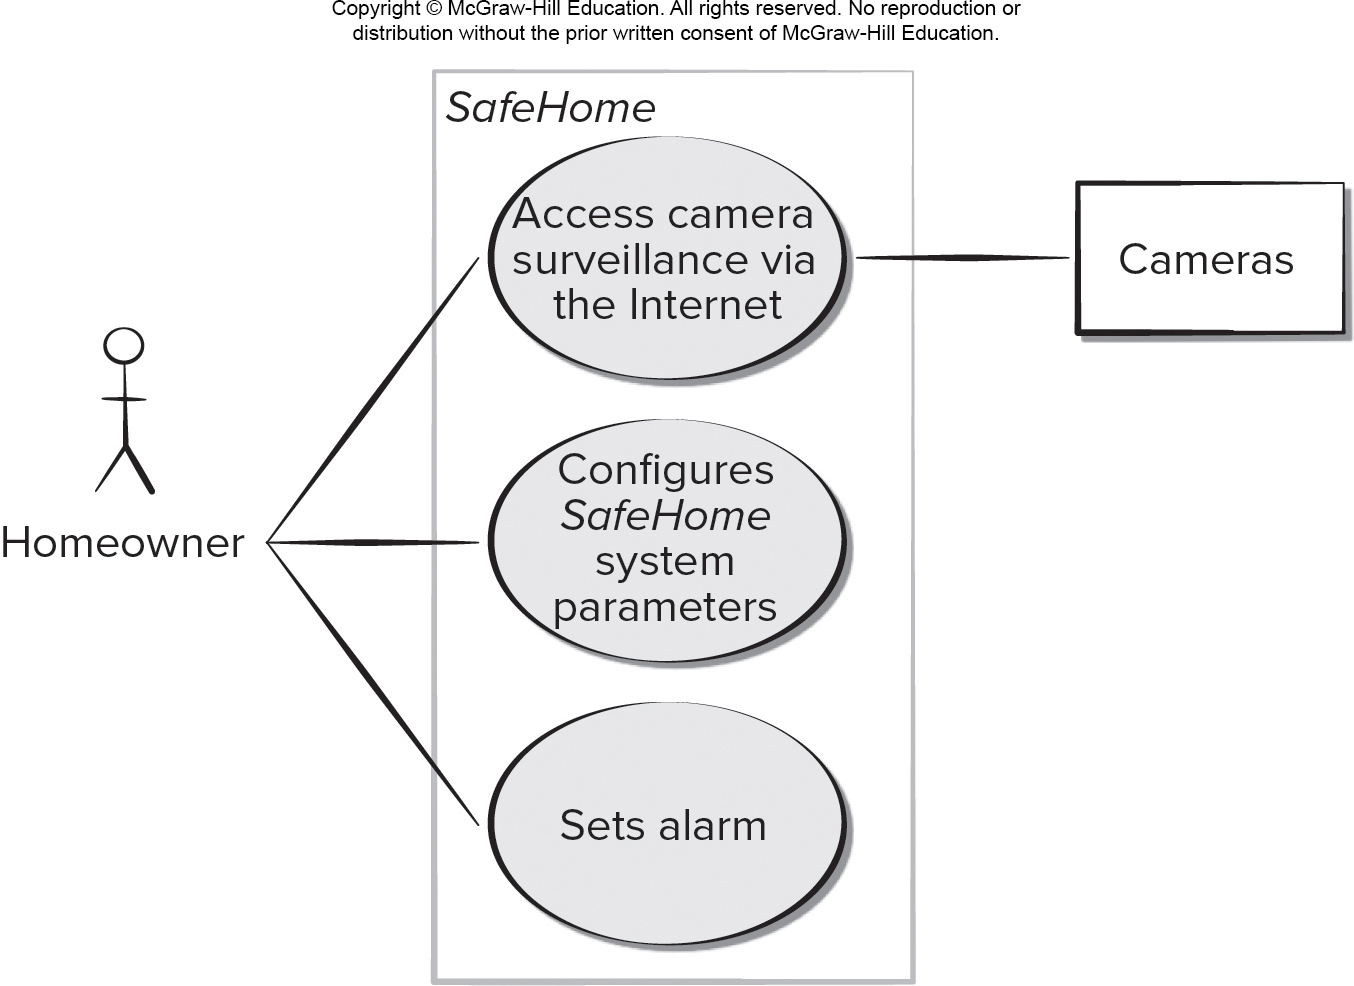 Copyright © McGraw-Hill Education. All rights reserved. No reproduction or
distribution without the prior written consent of McGraw-Hill Education.
SafeHome
Access camera
surveillance via
the Internet
Cameras
Homeowner
Configures
SafeHome
system
parameters
Sets alarm